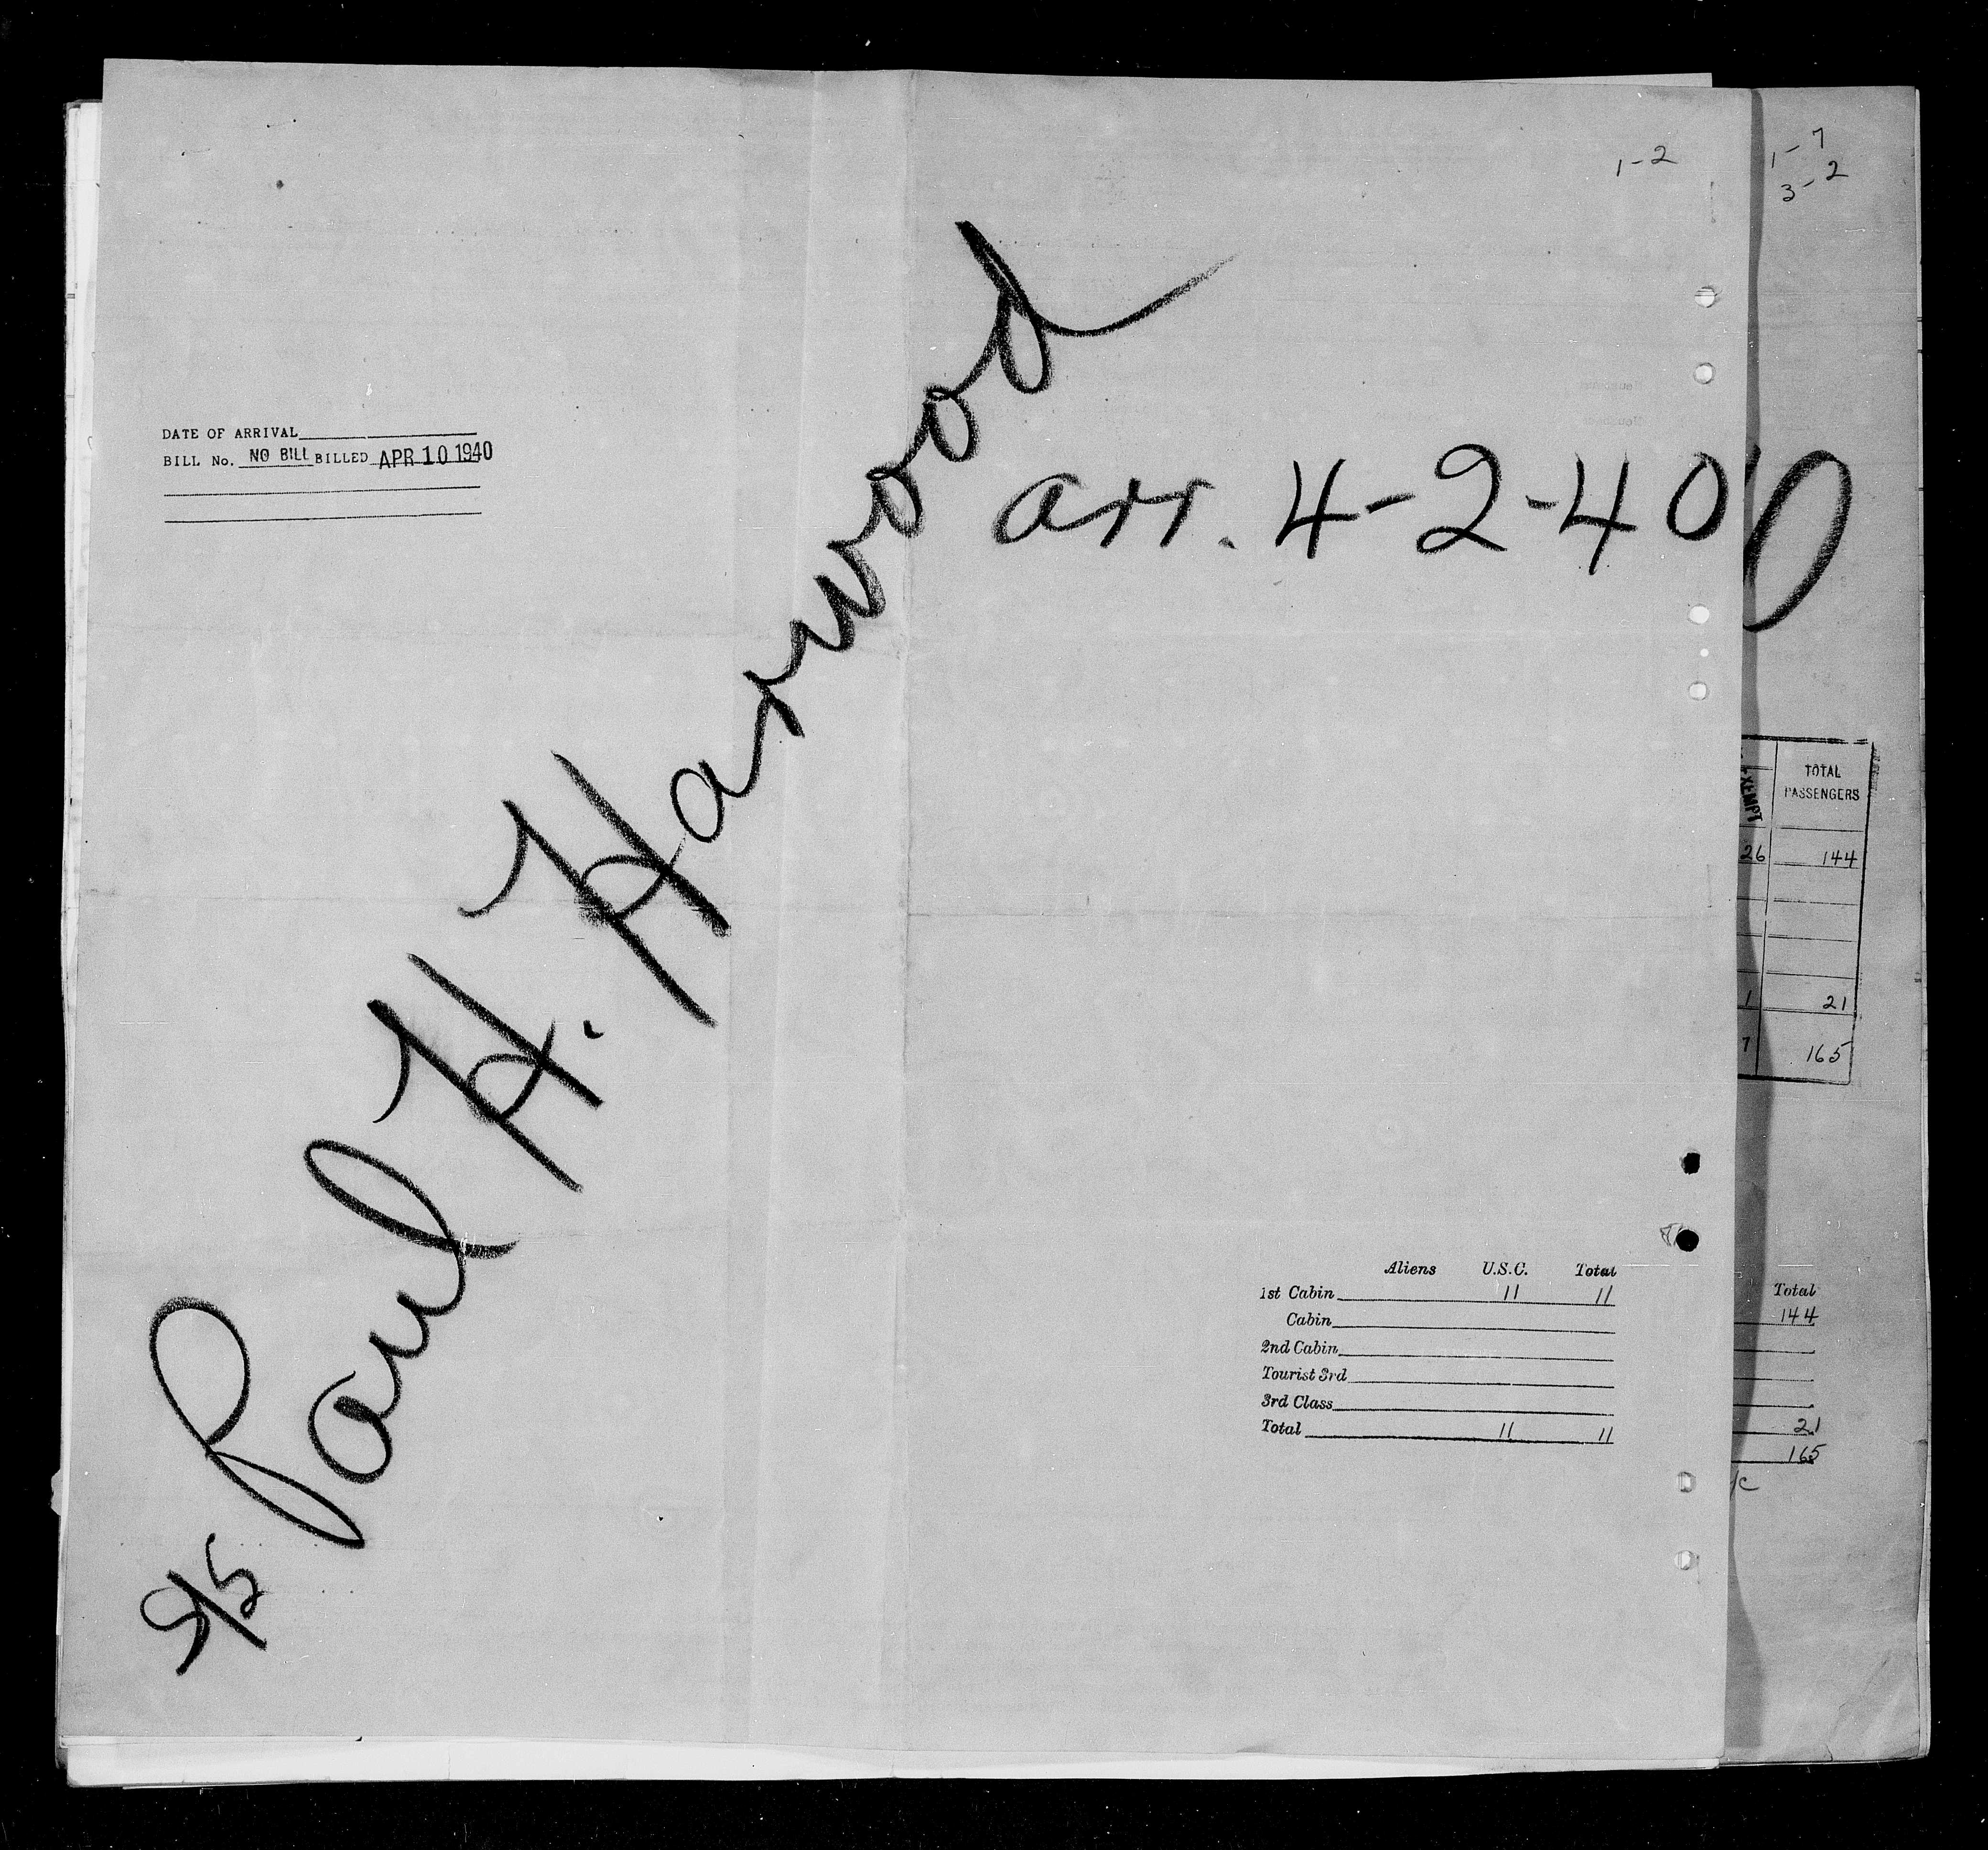 1-2
1-7
3-2
DATE OF ARRIVAL
BILL No. NO BILL BILLED APR 10 1940
S/S Paul H. Harwood
arr. 4-2-40
EXEMPT TOTAL PASSENGERS
26 144
1 21
7 165
Aliens U.S.C. Total
1st Cabin 11 11
Cabin
2nd Cabin
Tourist 3rd
3rd Class
Total 11 11
Total
144
21
165